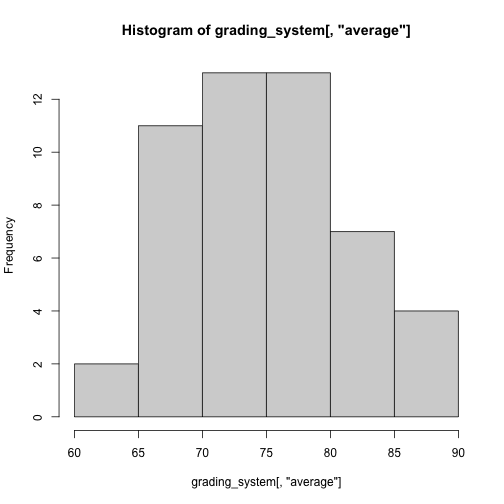 Histogram of grading_system[, "average"]
Frequency
12
10
8
6
4
2
0
60 65 70 75 80 85 90
grading_system[, "average"]